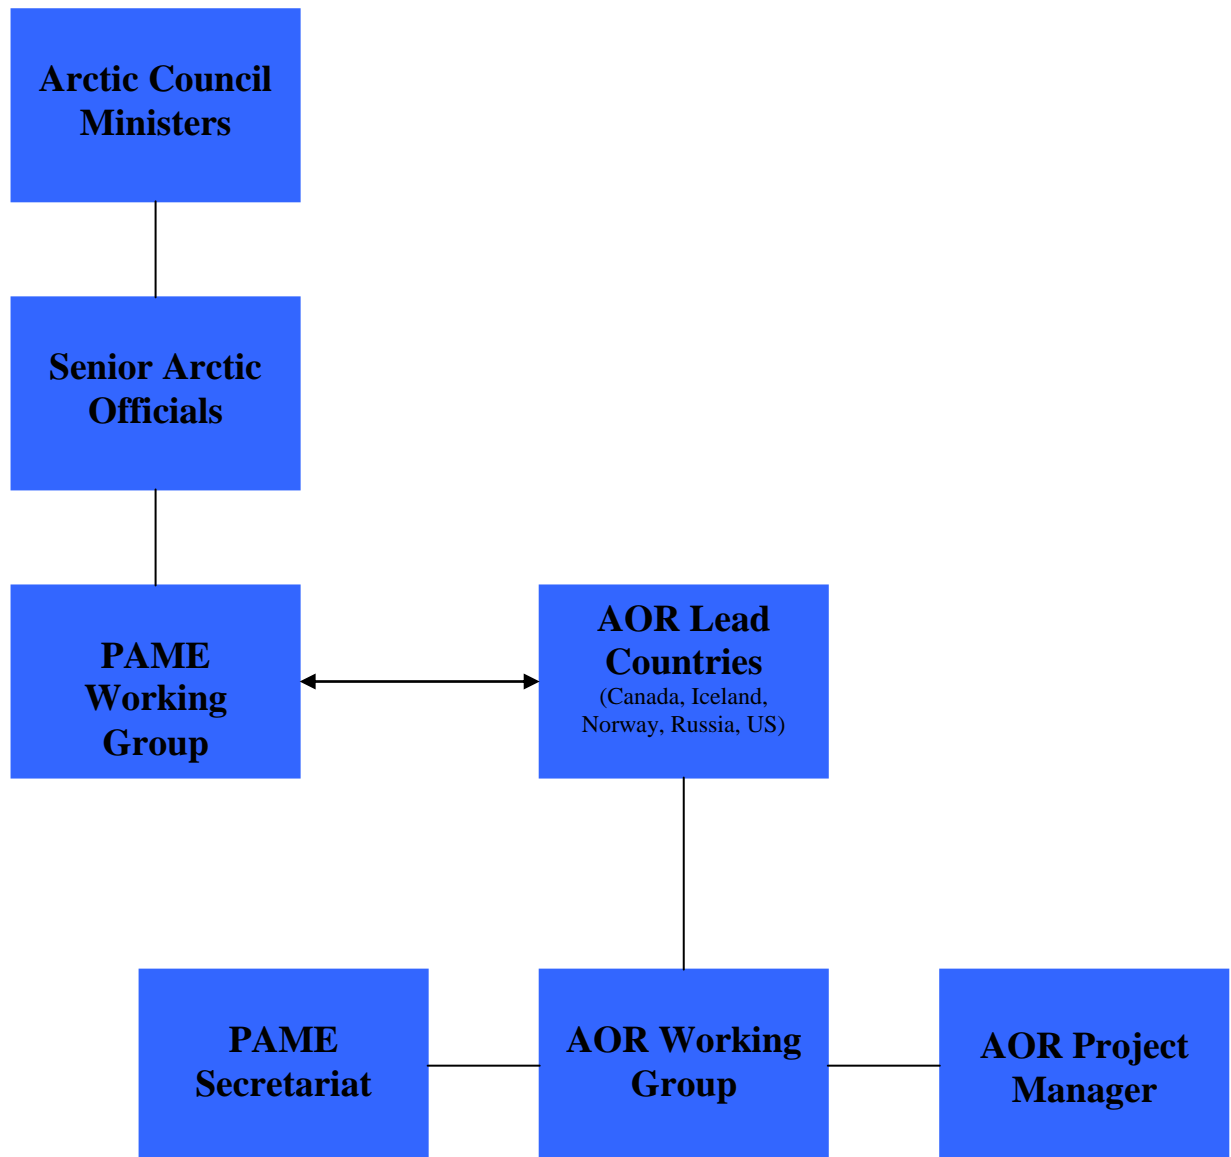 Arctic Council
Ministers
Senior Arctic
Officials
PAME
Working
Group
AOR Lead
Countries
(Canada, Iceland,
Norway, Russia, US)
PAME
Secretariat
AOR Working
Group
AOR Project
Manager